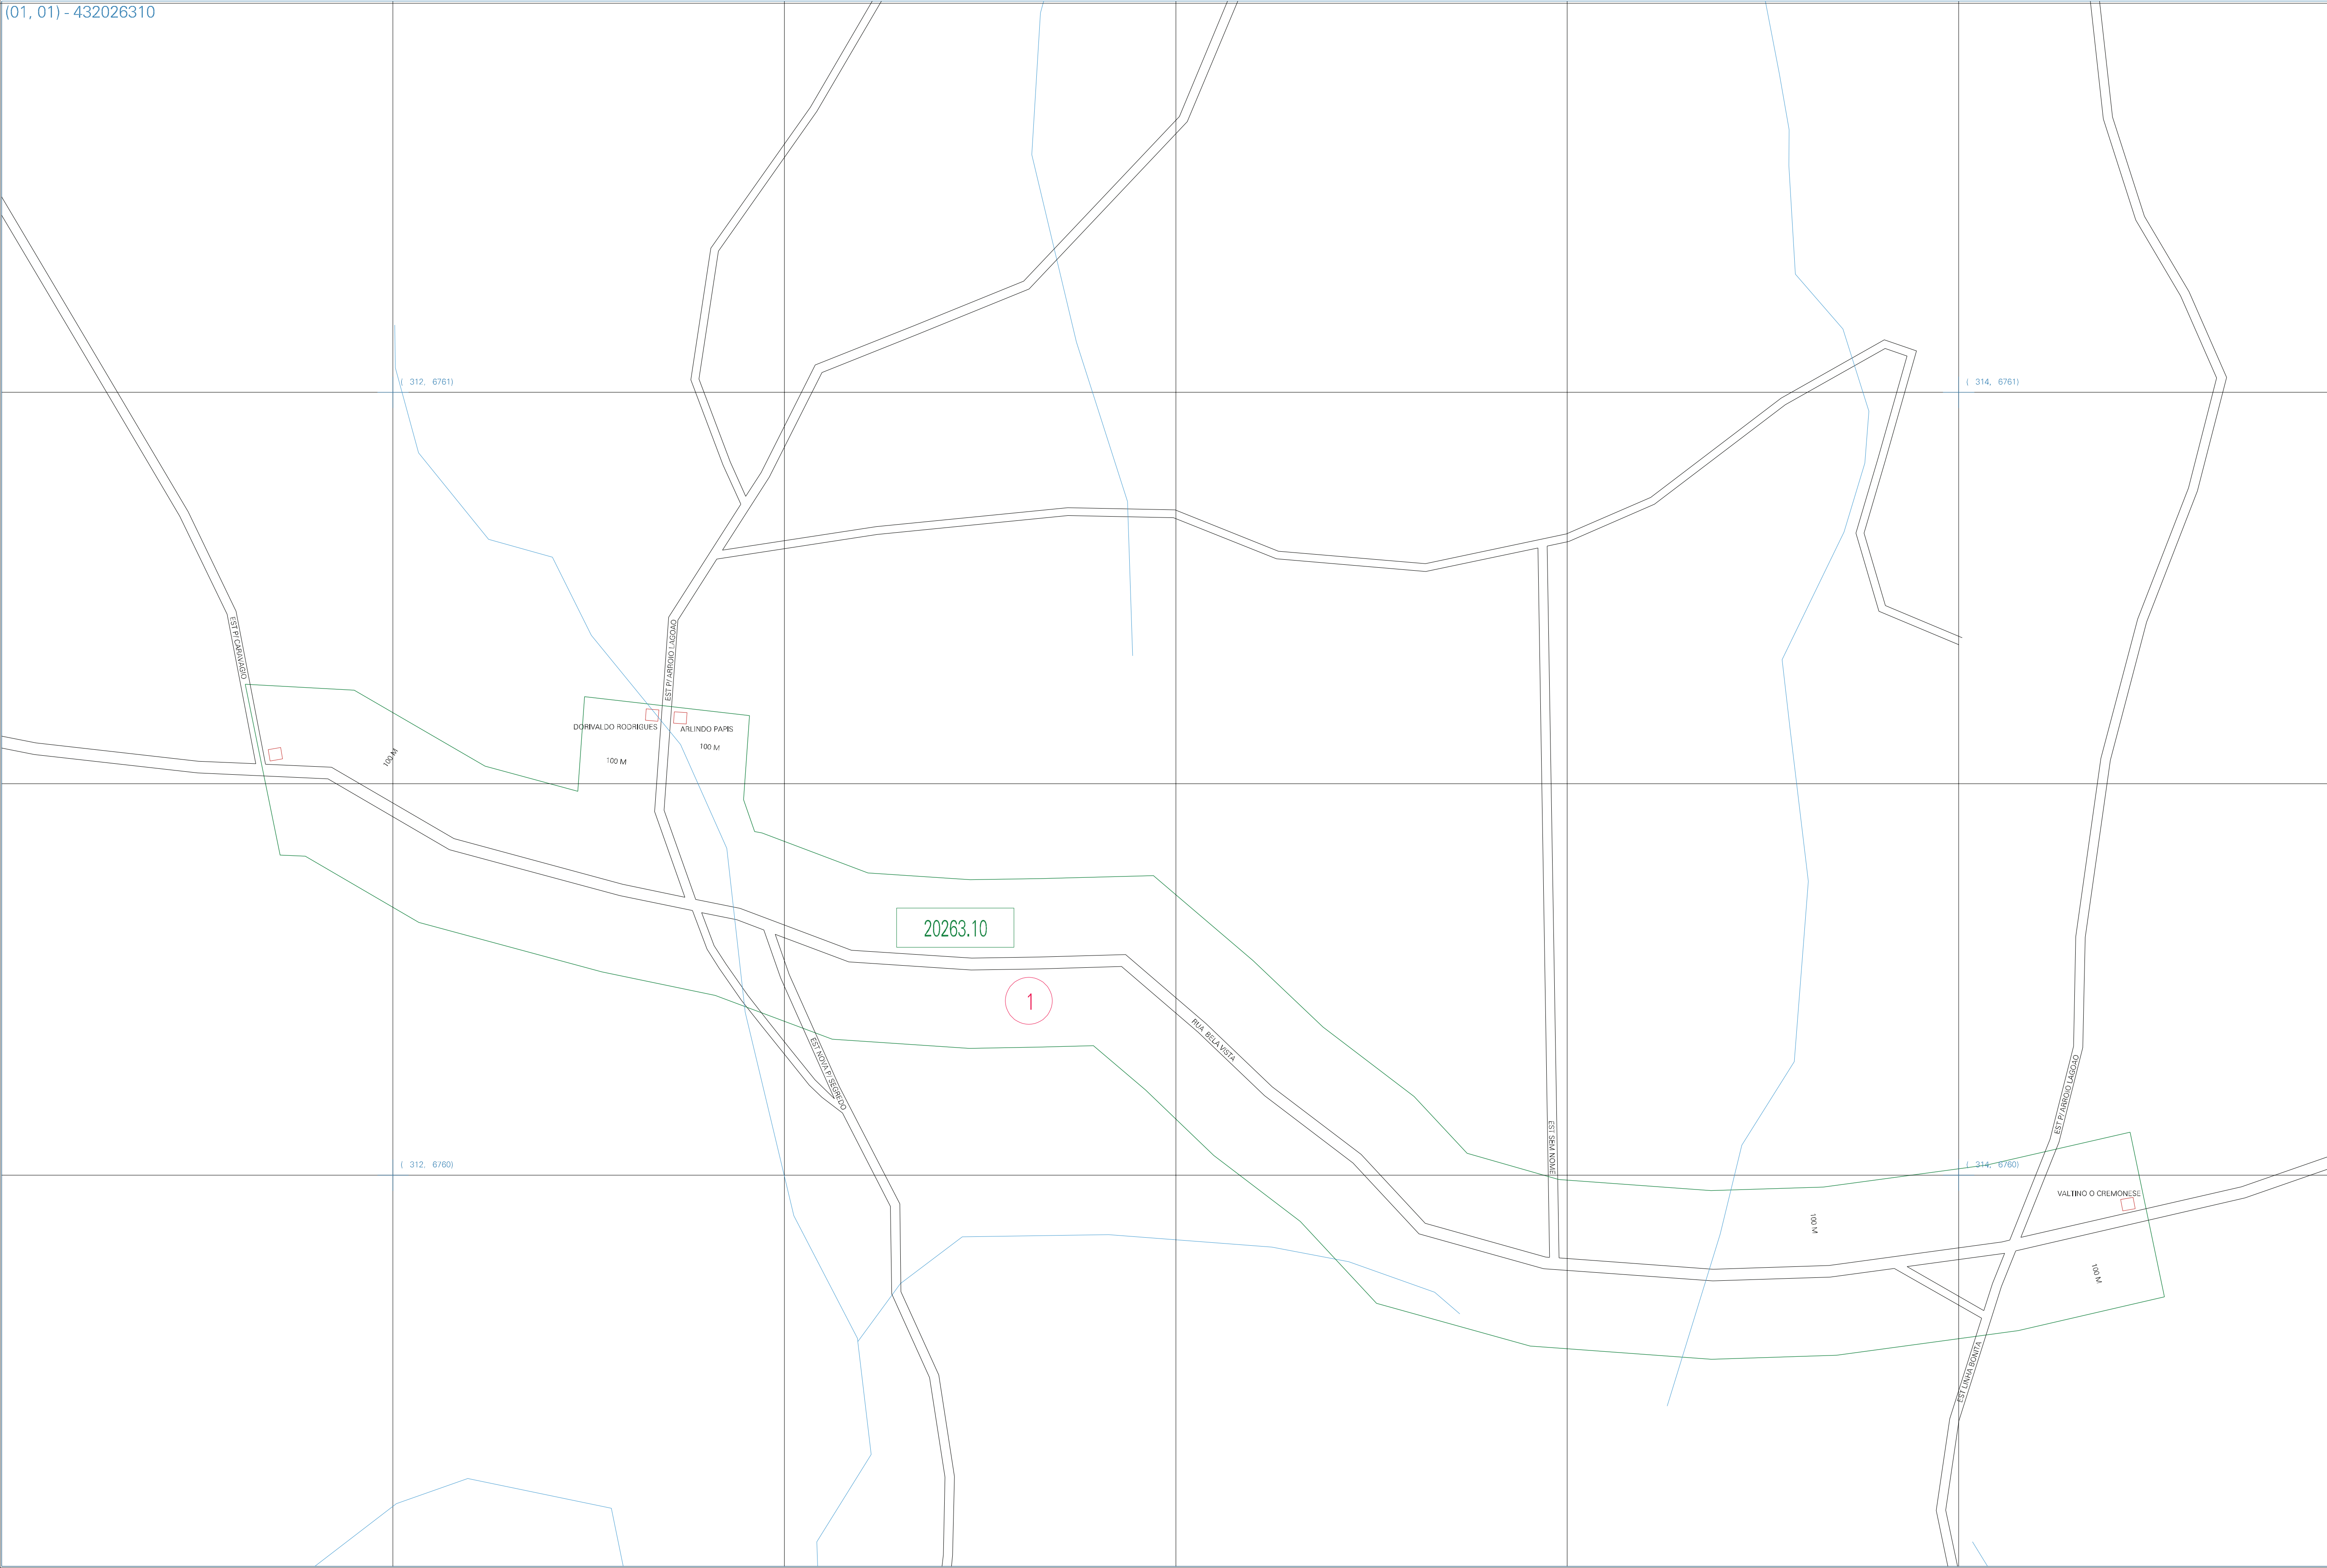 (01, 01) - 432026310
( 312, 6761)
( 314, 6761)
EST P/ CARAVAGIO
EST P/ ARROIO LAGOAO
DORIVALDO RODRIGUES
ARLINDO PAPIS
100 M
100 M
100 M
20263.10
1
RUA BELA VISTA
EST NOVA P/ SEGREDO
EST P/ ARROIO LAGOAO
EST SEM NOME
( 312, 6760)
( 314, 6760)
VALTINO O CREMONESE
100 M
100 M
EST LINHA BONITA